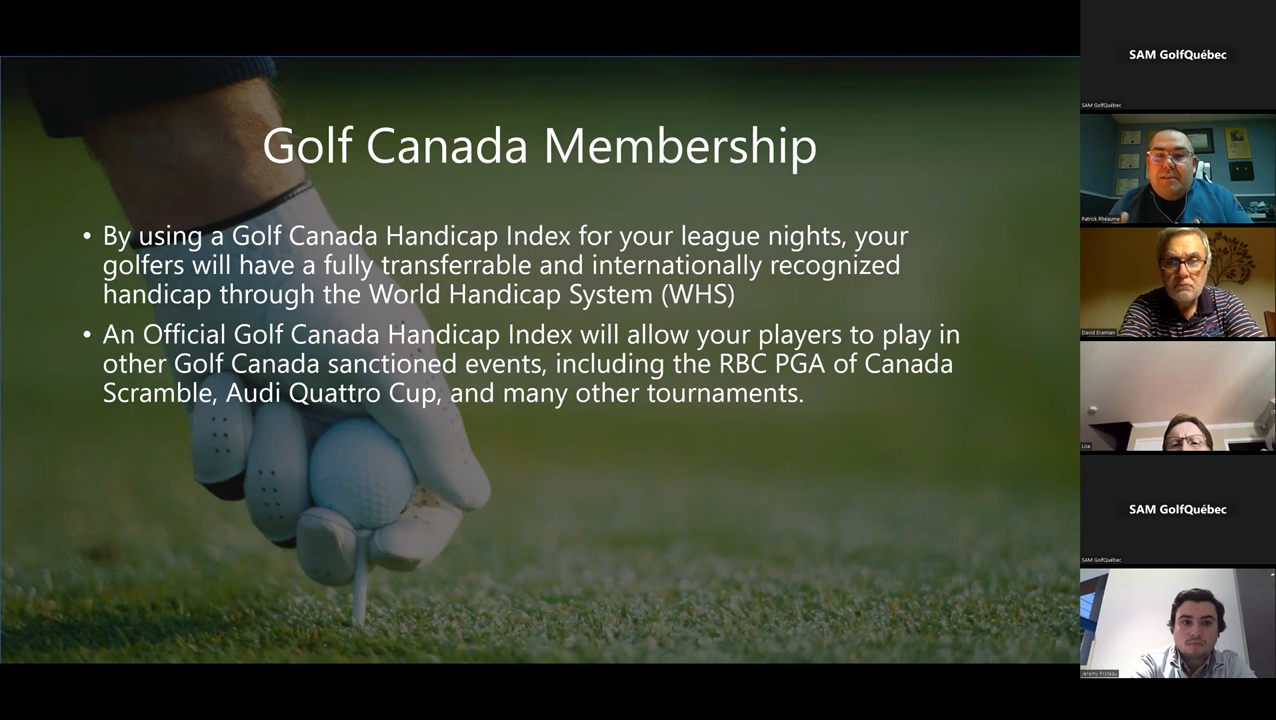 Golf Canada Membership
• By using a Golf Canada Handicap Index for your league nights, your
golfers will have a fully transferrable and internationally recognized
handicap through the World Handicap System (WHS)
• An Official Golf Canada Handicap Index will allow your players to play in
other Golf Canada sanctioned events, including the RBC PGA of Canada
Scramble, Audi Quattro Cup, and many other tournaments.
SAM GolfQuébec
SAM GolfQuébec
Patrick Rhéaume
David Eramian
Lise
SAM GolfQuébec
SAM GolfQuébec
Jeremy Proteau